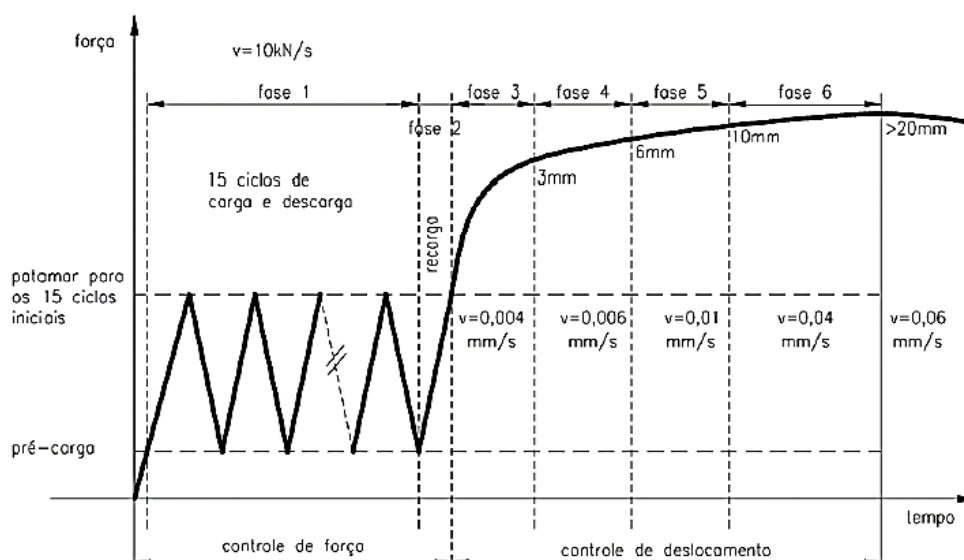 força
v=10kN/s
fase 1
fase 2
fase 3
fase 4
fase 5
fase 6
3mm
6mm
10mm
>20mm
15 ciclos de
carga e descarga
recarga
patamar para
os 15 ciclos
iniciais
v=0,004
mm/s
v=0,006
mm/s
v=0,01
mm/s
v=0,04
mm/s
v=0,06
mm/s
pré-carga
tempo
controle de força
controle de deslocamento